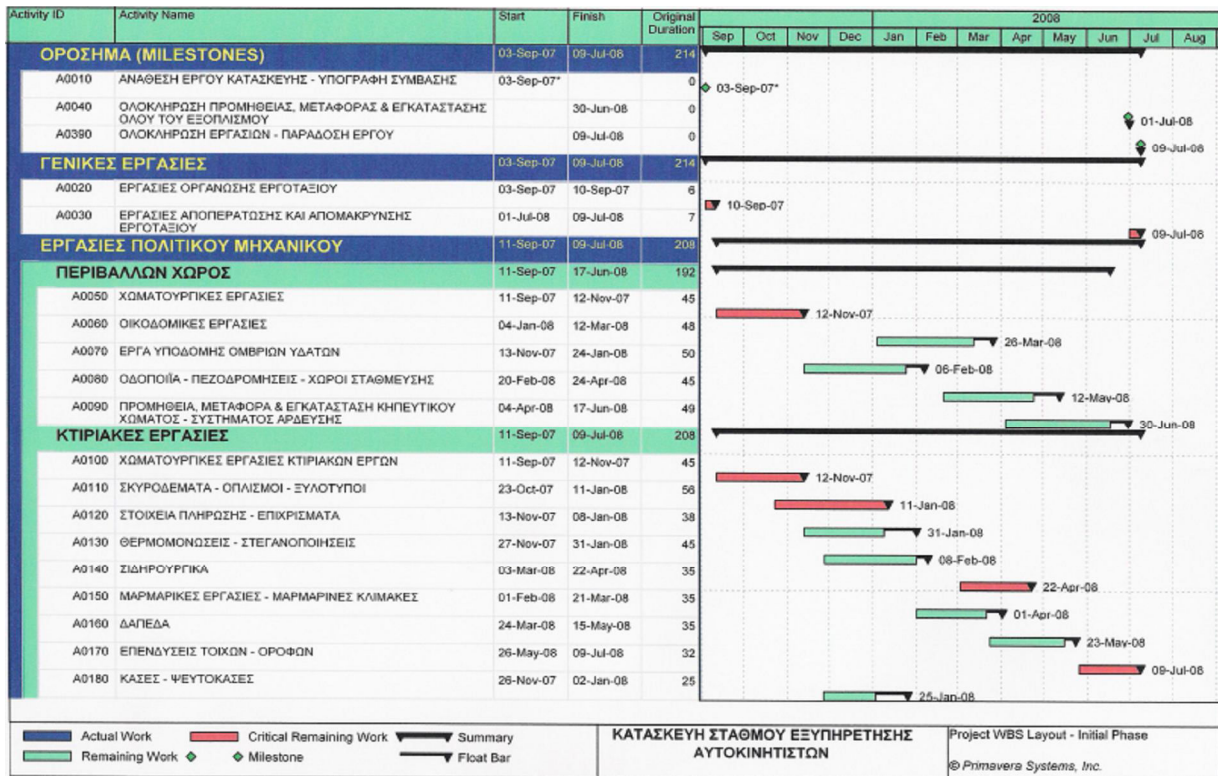 Activity ID Activity Name Start Finish Original Duration 2008
Sep Oct Nov Dec Jan Feb Mar Apr May Jun Jul Aug
ΟΡΟΣΗΜΑ (MILESTONES) 03-Sep-07 09-Jul-08 214
A0010 ΑΝΑΘΕΣΗ ΕΡΓΟΥ ΚΑΤΑΣΚΕΥΗΣ - ΥΠΟΓΡΑΦΗ ΣΥΜΒΑΣΗΣ 03-Sep-07* 0 03-Sep-07*
A0040 ΟΛΟΚΛΗΡΩΣΗ ΠΡΟΜΗΘΕΙΑΣ, ΜΕΤΑΦΟΡΑΣ & ΕΓΚΑΤΑΣΤΑΣΗΣ 30-Jun-08 0
ΟΛΟΥ ΤΟΥ ΕΞΟΠΛΙΣΜΟΥ 01-Jul-08
A0390 ΟΛΟΚΛΗΡΩΣΗ ΕΡΓΑΣΙΩΝ - ΠΑΡΑΔΟΣΗ ΕΡΓΟΥ 09-Jul-08 0 09-Jul-08
ΓΕΝΙΚΕΣ ΕΡΓΑΣΙΕΣ 03-Sep-07 09-Jul-08 214
A0020 ΕΡΓΑΣΙΕΣ ΟΡΓΑΝΩΣΗΣ ΕΡΓΟΤΑΞΙΟΥ 03-Sep-07 10-Sep-07 6 10-Sep-07
A0030 ΕΡΓΑΣΙΕΣ ΑΠΟΠΕΡΑΤΩΣΗΣ ΚΑΙ ΑΠΟΜΑΚΡΥΝΣΗΣ 01-Jul-08 09-Jul-08 7
ΕΡΓΟΤΑΞΙΟΥ 09-Jul-08
ΕΡΓΑΣΙΕΣ ΠΟΛΙΤΙΚΟΥ ΜΗΧΑΝΙΚΟΥ 11-Sep-07 09-Jul-08 208
ΠΕΡΙΒΑΛΛΩΝ ΧΩΡΟΣ 11-Sep-07 17-Jun-08 192
A0050 ΧΩΜΑΤΟΥΡΓΙΚΕΣ ΕΡΓΑΣΙΕΣ 11-Sep-07 12-Nov-07 45 12-Nov-07
A0060 ΟΙΚΟΔΟΜΙΚΕΣ ΕΡΓΑΣΙΕΣ 04-Jan-08 12-Mar-08 48 26-Mar-08
A0070 ΕΡΓΑ ΥΠΟΔΟΜΗΣ ΟΜΒΡΙΩΝ ΥΔΑΤΩΝ 13-Nov-07 24-Jan-08 50 06-Feb-08
A0080 ΟΔΟΠΟΙΪΑ - ΠΕΖΟΔΡΟΜΗΣΕΙΣ - ΧΩΡΟΙ ΣΤΑΘΜΕΥΣΗΣ 20-Feb-08 24-Apr-08 45 12-May-08
A0090 ΠΡΟΜΗΘΕΙΑ, ΜΕΤΑΦΟΡΑ & ΕΓΚΑΤΑΣΤΑΣΗ ΚΗΠΕΥΤΙΚΟΥ 04-Apr-08 17-Jun-08 49
ΧΩΜΑΤΟΣ - ΣΥΣΤΗΜΑΤΟΣ ΑΡΔΕΥΣΗΣ 30-Jun-08
ΚΤΙΡΙΑΚΕΣ ΕΡΓΑΣΙΕΣ 11-Sep-07 09-Jul-08 208
A0100 ΧΩΜΑΤΟΥΡΓΙΚΕΣ ΕΡΓΑΣΙΕΣ ΚΤΙΡΙΑΚΩΝ ΕΡΓΩΝ 11-Sep-07 12-Nov-07 45 12-Nov-07
A0110 ΣΚΥΡΟΔΕΜΑΤΑ - ΟΠΛΙΣΜΟΙ - ΞΥΛΟΤΥΠΟΙ 23-Oct-07 11-Jan-08 56 11-Jan-08
A0120 ΣΤΟΙΧΕΙΑ ΠΛΗΡΩΣΗΣ - ΕΠΙΧΡΙΣΜΑΤΑ 13-Nov-07 08-Jan-08 38 31-Jan-08
A0130 ΘΕΡΜΟΜΟΝΩΣΕΙΣ - ΣΤΕΓΑΝΟΠΟΙΗΣΕΙΣ 27-Nov-07 31-Jan-08 45 08-Feb-08
A0140 ΣΙΔΗΡΟΥΡΓΙΚΑ 03-Mar-08 22-Apr-08 35 22-Apr-08
A0150 ΜΑΡΜΑΡΙΚΕΣ ΕΡΓΑΣΙΕΣ - ΜΑΡΜΑΡΙΝΕΣ ΚΛΙΜΑΚΕΣ 01-Feb-08 21-Mar-08 35 01-Apr-08
A0160 ΔΑΠΕΔΑ 24-Mar-08 15-May-08 35 23-May-08
A0170 ΕΠΕΝΔΥΣΕΙΣ ΤΟΙΧΩΝ - ΟΡΟΦΩΝ 26-May-08 09-Jul-08 32 09-Jul-08
A0180 ΚΑΣΕΣ - ΨΕΥΤΟΚΑΣΕΣ 26-Nov-07 02-Jan-08 25 25-Jan-08
Actual Work Critical Remaining Work Summary
Remaining Work Milestone Float Bar
ΚΑΤΑΣΚΕΥΗ ΣΤΑΘΜΟΥ ΕΞΥΠΗΡΕΤΗΣΗΣ
ΑΥΤΟΚΙΝΗΤΙΣΤΩΝ
Project WBS Layout - Initial Phase
© Primavera Systems, Inc.